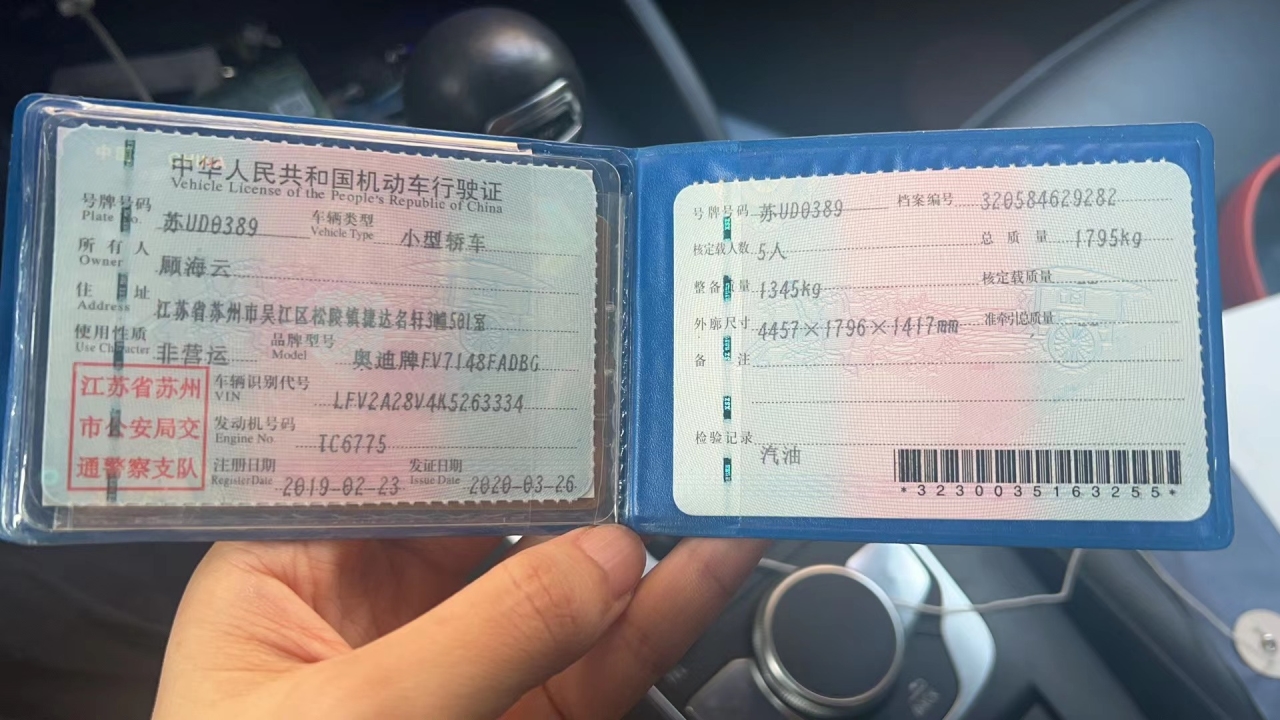 中华人民共和国机动车行驶证
Vehicle License of the People's Republic of China
号牌号码 Plate No. 苏UD0389 车辆类型 Vehicle Type 小型轿车
所有人 Owner 顾海云
住址 Address 江苏省苏州市吴江区松陵镇捷达名轩3幢501室
使用性质 Use Character 非营运 品牌型号 Model 奥迪牌FV7148FADBG
江苏省苏州
市公安局交
通警察支队
车辆识别代号 VIN LFV2A28V4K5263334
发动机号码 Engine No. TC6775
注册日期 Register Date 2019-02-23 发证日期 Issue Date 2020-03-26
号牌号码 苏UD0389 档案编号 320584629282
核定载人数 5人 总质量 1795kg
整备质量 1345kg 核定载质量
外廓尺寸 4457×1796×1417mm 准牵引总质量
备注
检验记录
汽油
*3230035163255*